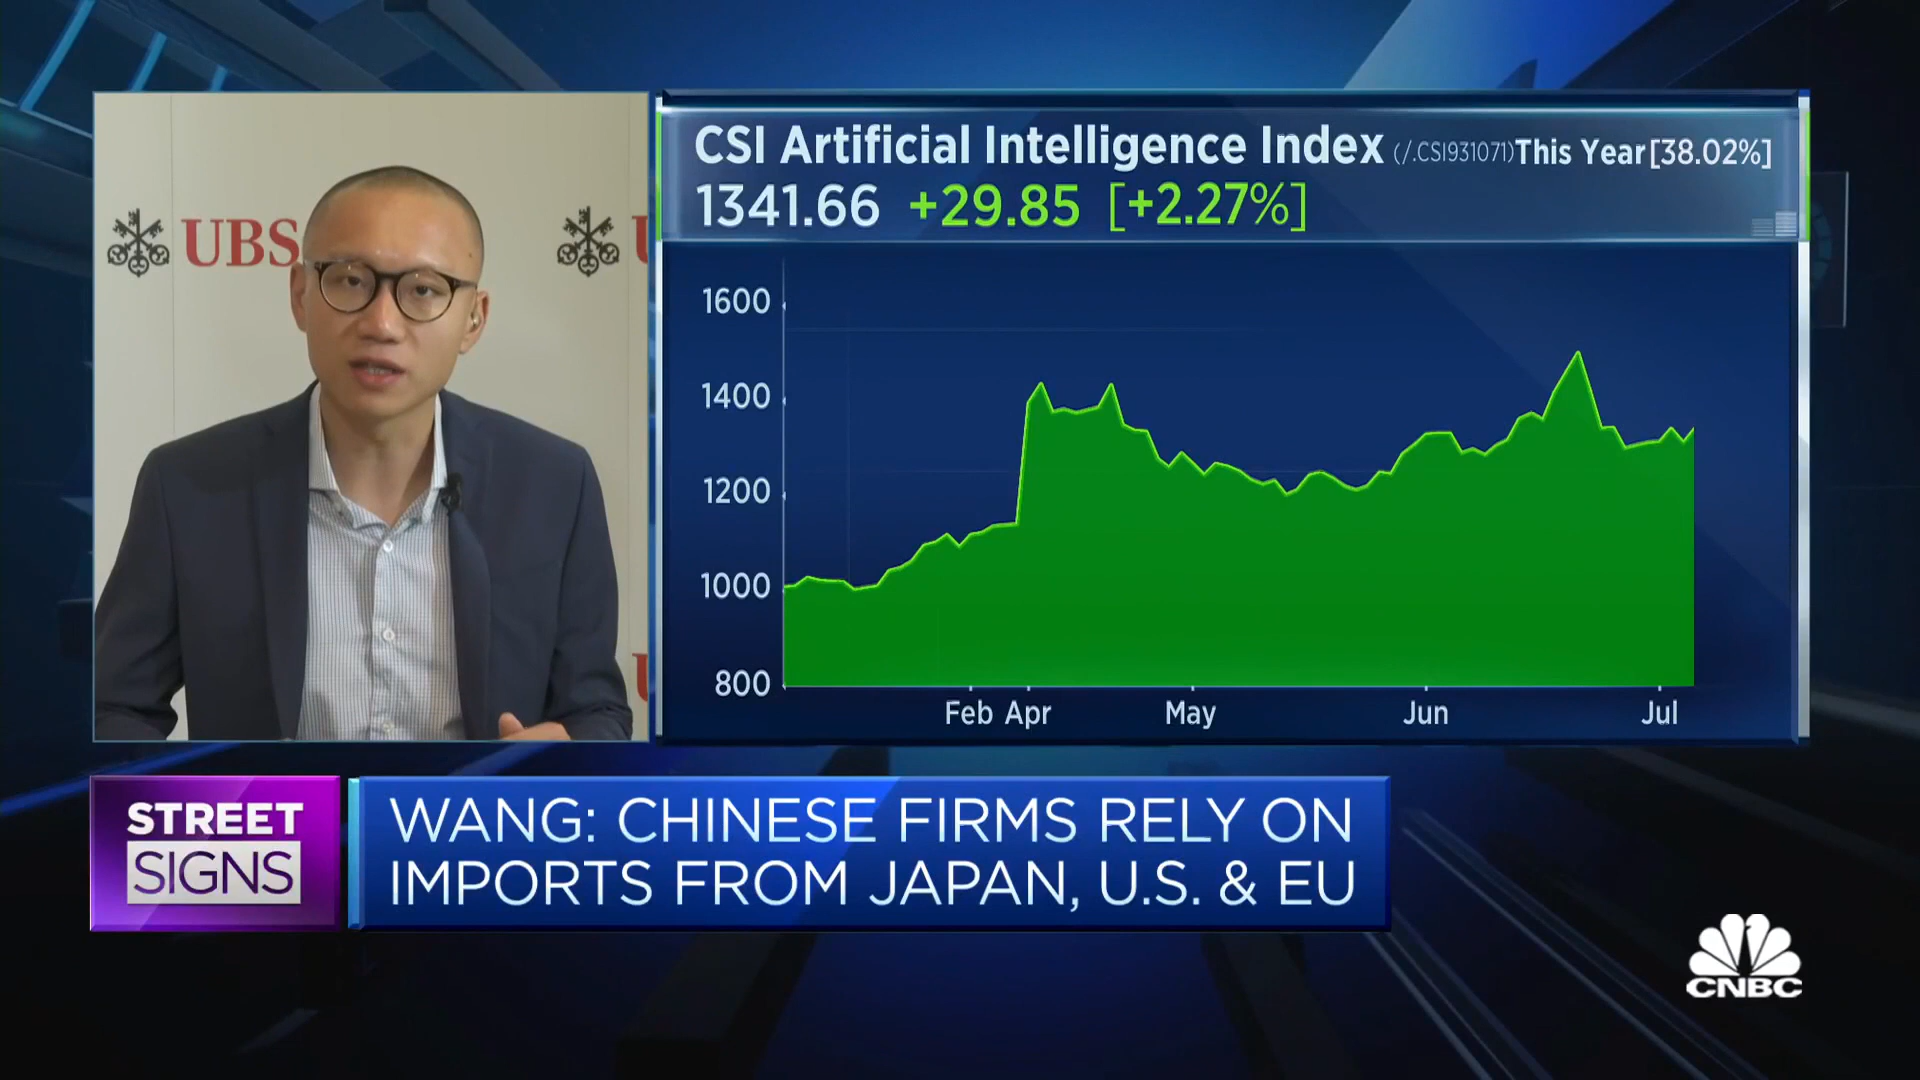 UBS
CSI Artificial Intelligence Index (/.CSI931071) This Year [38.02%]
1341.66 +29.85 [+2.27%]
1600
1400
1200
1000
800
Feb Apr May Jun Jul
STREET
SIGNS
WANG: CHINESE FIRMS RELY ON
IMPORTS FROM JAPAN, U.S. & EU
CNBC